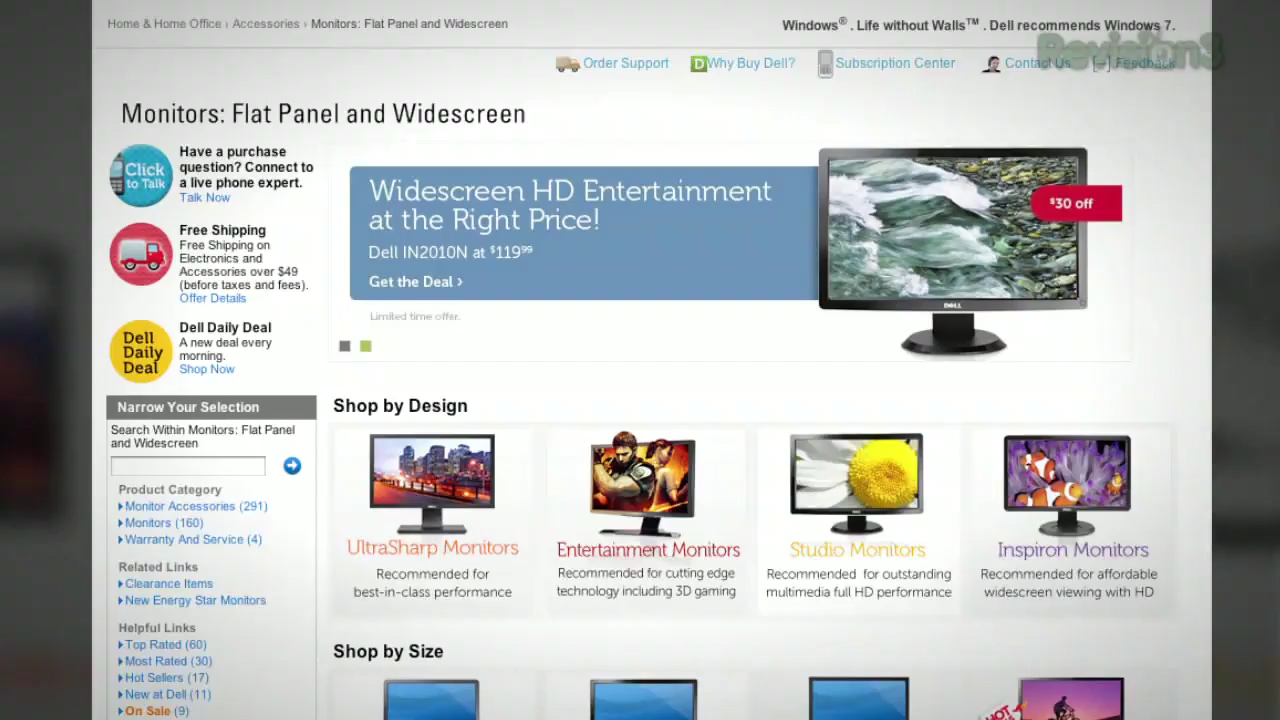 Home & Home Office › Accessories › Monitors: Flat Panel and Widescreen
Windows® . Life without Walls™ . Dell recommends Windows 7.
Revision3
Order Support
Why Buy Dell?
Subscription Center
Contact Us
[–] Feedback
Monitors: Flat Panel and Widescreen
Click
to Talk
Have a purchase
question? Connect to
a live phone expert.
Talk Now
Free Shipping
Free Shipping on
Electronics and
Accessories over $49
(before taxes and fees).
Offer Details
Dell
Daily
Deal
Dell Daily Deal
A new deal every
morning.
Shop Now
Widescreen HD Entertainment
at the Right Price!
Dell IN2010N at $119⁹⁹
Get the Deal ›
Limited time offer.
$30 off
DELL
Narrow Your Selection
Search Within Monitors: Flat Panel
and Widescreen
Product Category
Monitor Accessories (291)
Monitors (160)
Warranty And Service (4)
Related Links
Clearance Items
New Energy Star Monitors
Helpful Links
Top Rated (60)
Most Rated (30)
Hot Sellers (17)
New at Dell (11)
On Sale (9)
Shop by Design
UltraSharp Monitors
Recommended for
best-in-class performance
Entertainment Monitors
Recommended for cutting edge
technology including 3D gaming
Studio Monitors
Recommended for outstanding
multimedia full HD performance
Inspiron Monitors
Recommended for affordable
widescreen viewing with HD
Shop by Size
HOT